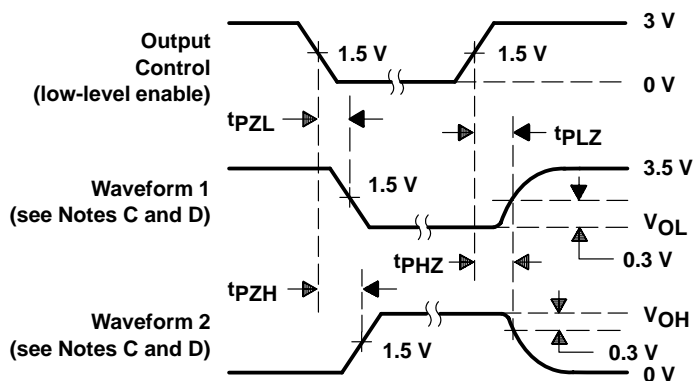 Output
Control
(low-level enable)
1.5 V
1.5 V
3 V
0 V
tPZL
tPLZ
Waveform 1
(see Notes C and D)
1.5 V
3.5 V
VOL
0.3 V
tPHZ
tPZH
Waveform 2
(see Notes C and D)
1.5 V
VOH
0.3 V
0 V